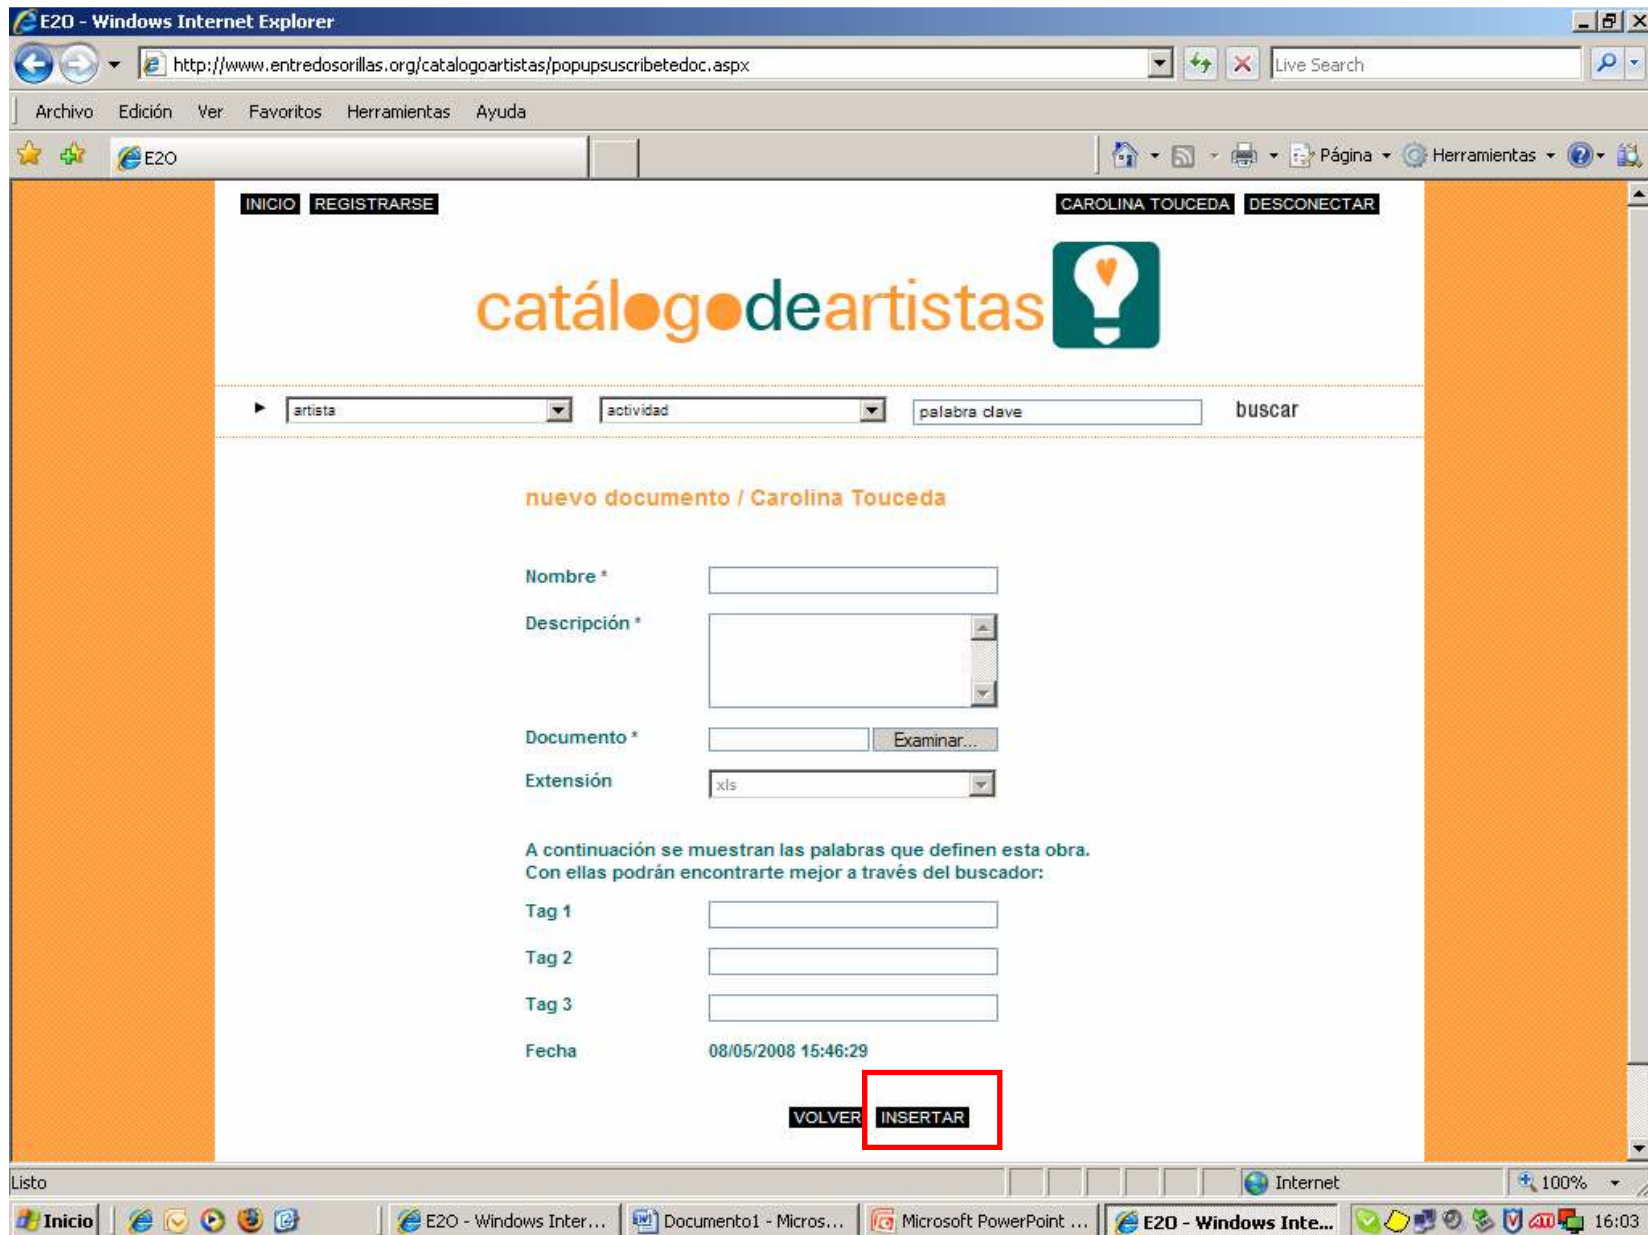 E2O - Windows Internet Explorer
http://www.entredosorillas.org/catalogoartistas/popupsuscribetedoc.aspx
Live Search
Archivo Edición Ver Favoritos Herramientas Ayuda
E2O
Página Herramientas
INICIO REGISTRARSE CAROLINA TOUCEDA DESCONECTAR
catálogodeartistas
artista actividad palabra clave buscar
nuevo documento / Carolina Touceda
Nombre *
Descripción *
Documento * Examinar...
Extensión xls
A continuación se muestran las palabras que definen esta obra.
Con ellas podrán encontrarte mejor a través del buscador:
Tag 1
Tag 2
Tag 3
Fecha 08/05/2008 15:46:29
VOLVER INSERTAR
Listo Internet 100%
Inicio E2O - Windows Inter... Documento1 - Micros... Microsoft PowerPoint ... E2O - Windows Inte... 16:03